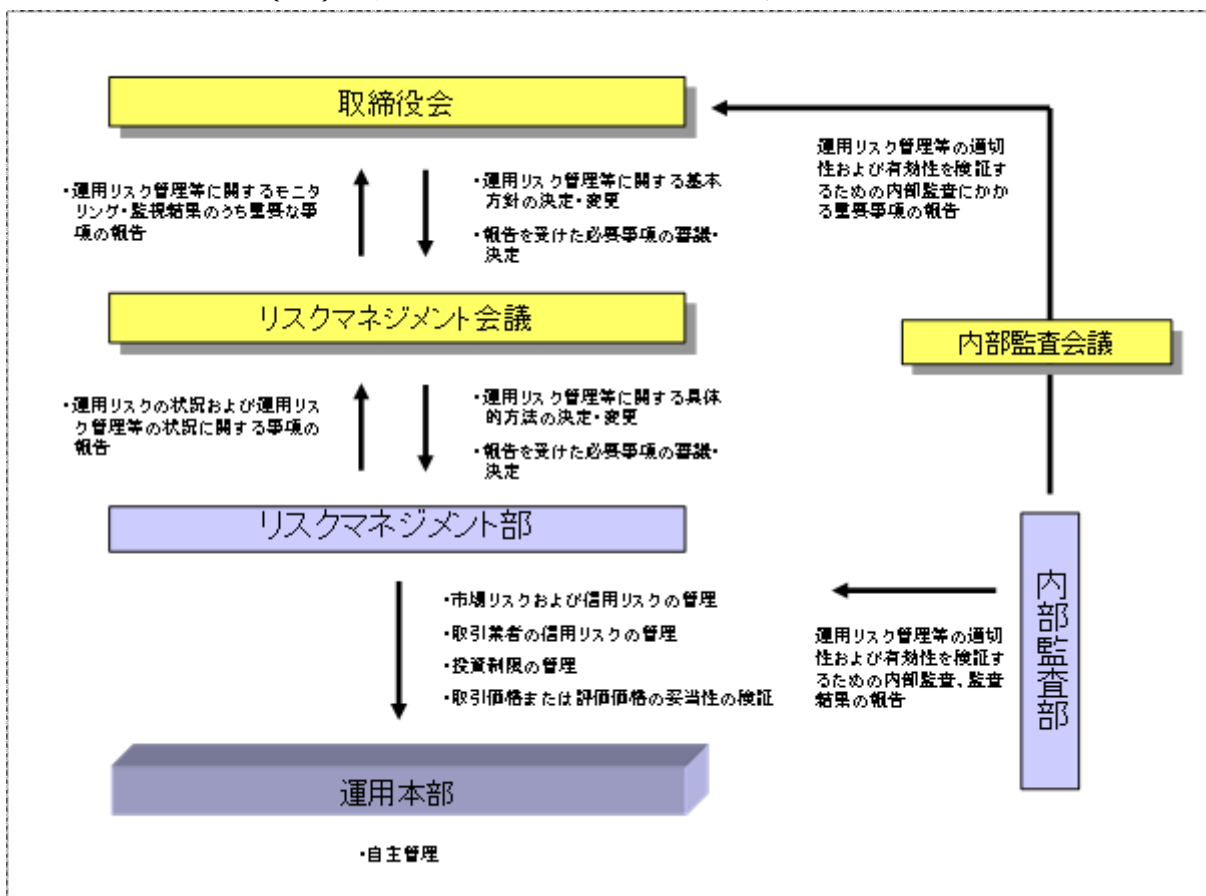 取締役会
・運用リスク管理等に関するモニ
タリング・監視結果のうち重要な事
項の報告
・運用リスク管理等に関する基本
方針の決定・変更
・報告を受けた必要事項の審議・
決定
運用リスク管理等の適切
性および有効性を検証す
るための内部監査にかか
る重要事項の報告
リスクマネジメント会議
内部監査会議
・運用リスクの状況および運用リス
ク管理等の状況に関する事項の
報告
・運用リスク管理等に関する具体
的方法の決定・変更
・報告を受けた必要事項の審議・
決定
リスクマネジメント部
・市場リスクおよび信用リスクの管理
・取引業者の信用リスクの管理
・投資制限の管理
・取引価格または評価価格の妥当性の検証
運用リスク管理等の適切
性および有効性を検証す
るための内部監査、監査
結果の報告
内部監査部
運用本部
・自主管理